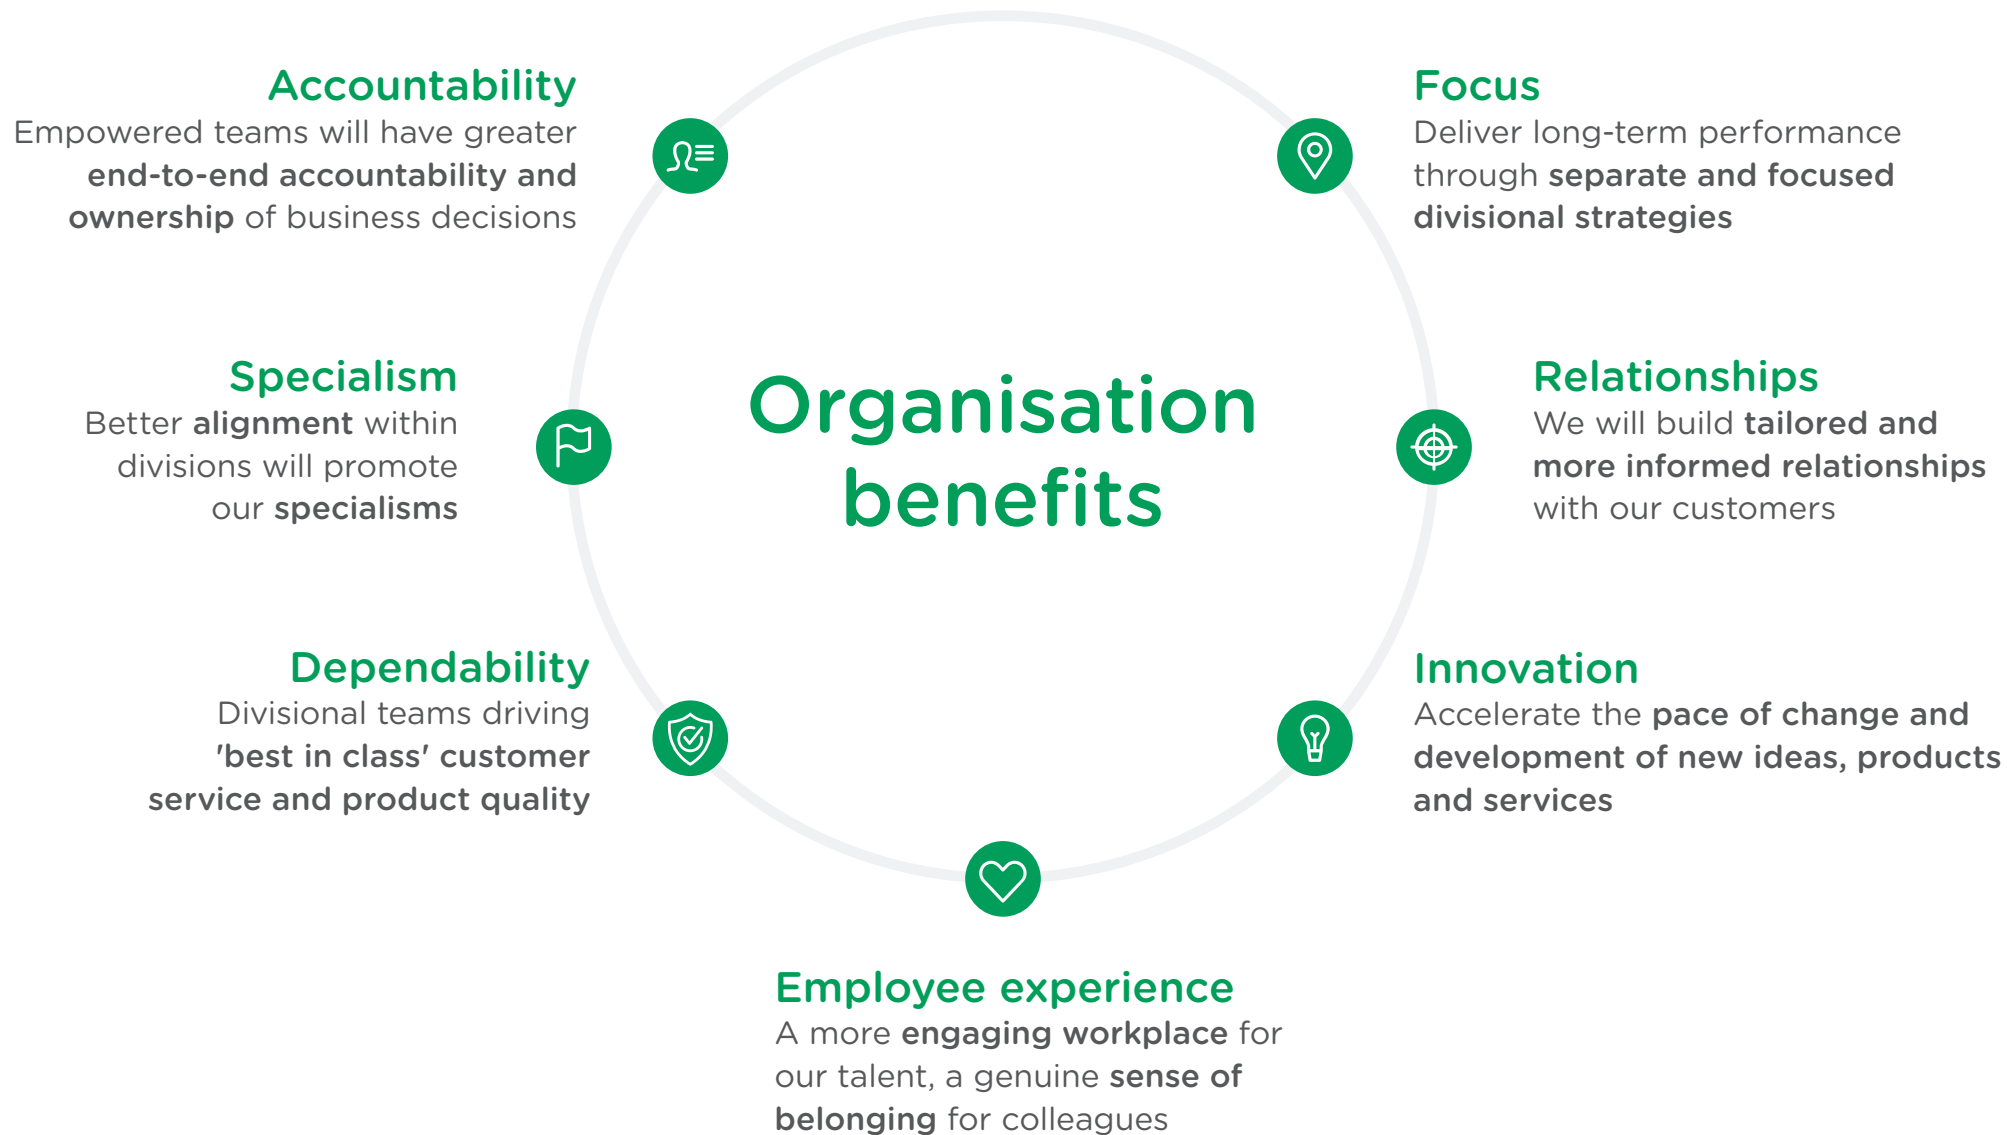 Accountability
Empowered teams will have greater
end-to-end accountability and
ownership of business decisions
Focus
Deliver long-term performance
through separate and focused
divisional strategies
Specialism
Better alignment within
divisions will promote
our specialisms
Organisation
benefits
Relationships
We will build tailored and
more informed relationships
with our customers
Dependability
Divisional teams driving
'best in class' customer
service and product quality
Innovation
Accelerate the pace of change and
development of new ideas, products
and services
Employee experience
A more engaging workplace for
our talent, a genuine sense of
belonging for colleagues